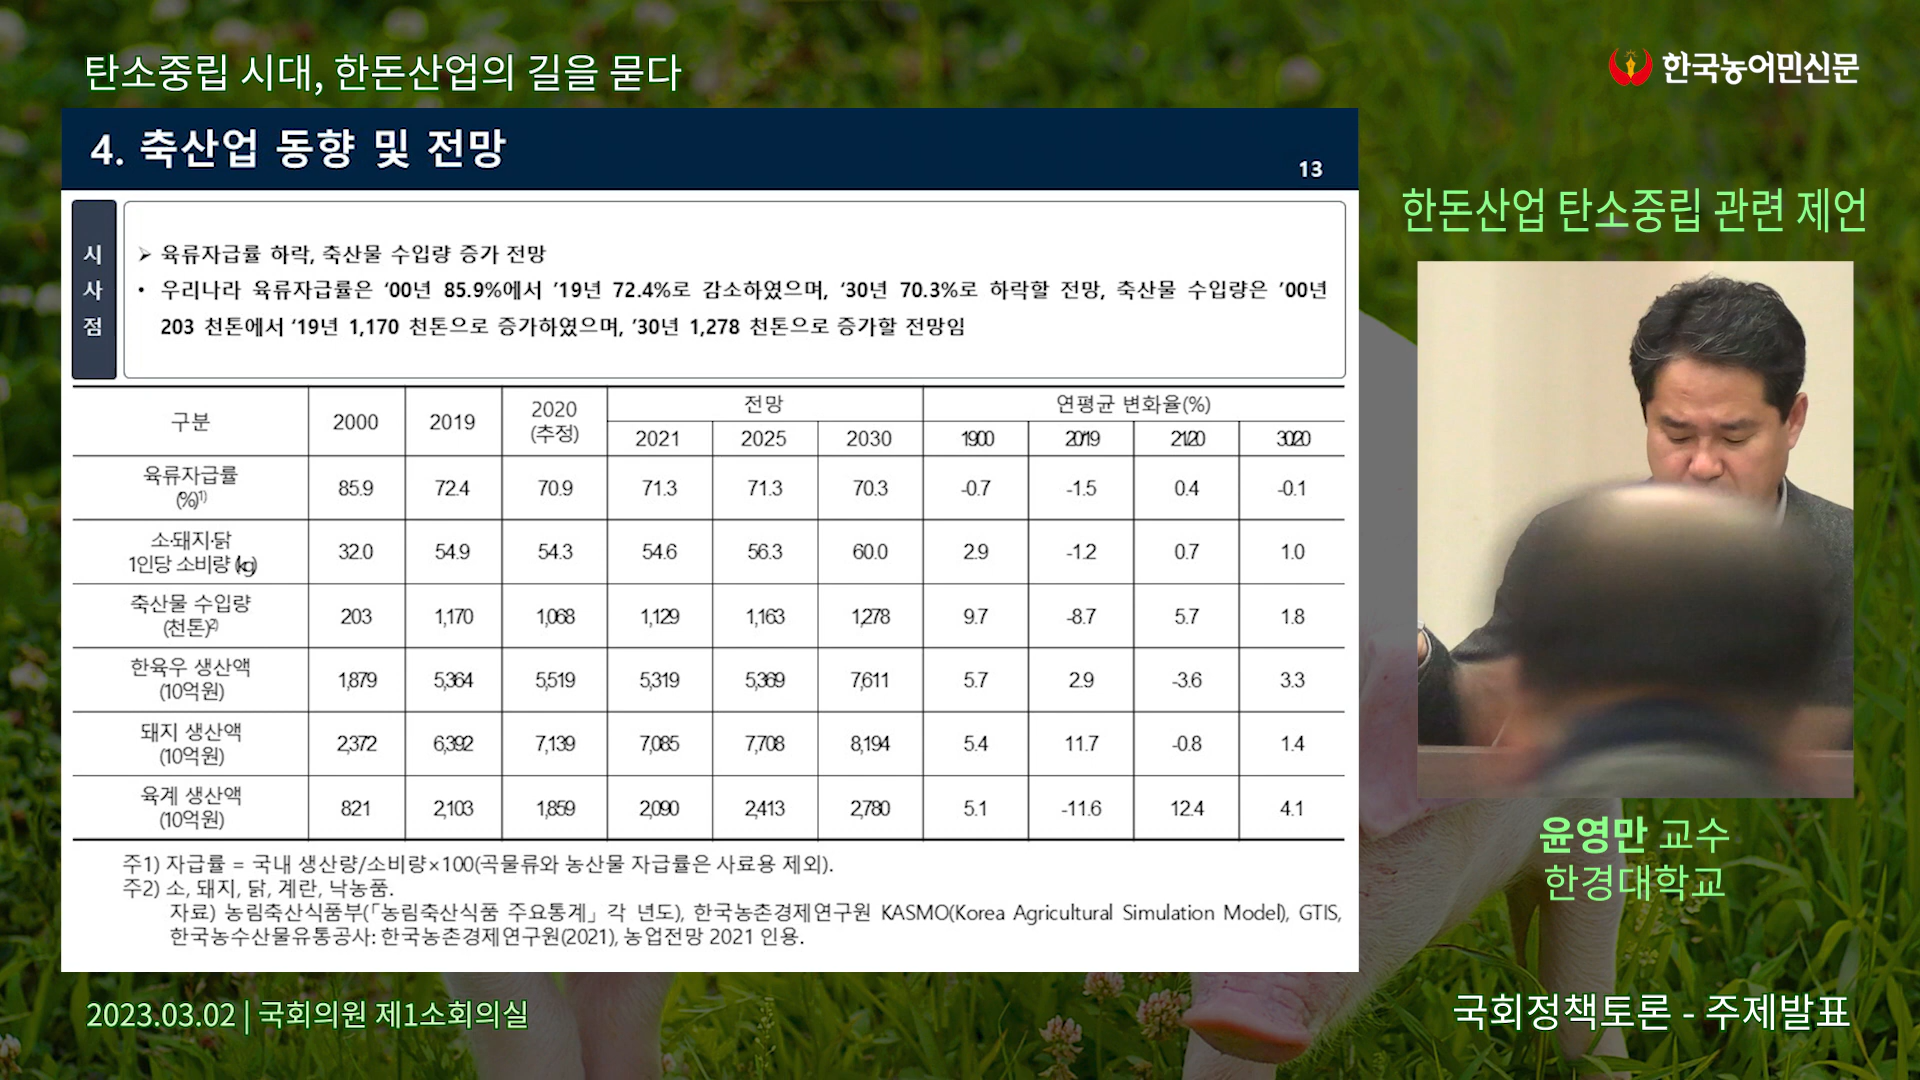 탄소중립 시대, 한돈산업의 길을 묻다
한국농어민신문
4. 축산업 동향 및 전망
13
시사점
➢ 육류자급률 하락, 축산물 수입량 증가 전망
• 우리나라 육류자급률은 ‘00년 85.9%에서 ’19년 72.4%로 감소하였으며, ‘30년 70.3%로 하락할 전망, 축산물 수입량은 ’00년
203 천톤에서 ’19년 1,170 천톤으로 증가하였으며, ’30년 1,278 천톤으로 증가할 전망임
구분 2000 2019 2020 (추정) 전망 연평균 변화율(%)
2021 2025 2030 19/00 20/19 21/20 30/20
육류자급률 (%)1) 85.9 72.4 70.9 71.3 71.3 70.3 -0.7 -1.5 0.4 -0.1
소·돼지·닭 1인당 소비량 (kg) 32.0 54.9 54.3 54.6 56.3 60.0 2.9 -1.2 0.7 1.0
축산물 수입량 (천톤)2) 203 1,170 1,068 1,129 1,163 1,278 9.7 -8.7 5.7 1.8
한육우 생산액 (10억원) 1,879 5,364 5,519 5,319 5,369 7,611 5.7 2.9 -3.6 3.3
돼지 생산액 (10억원) 2,372 6,392 7,139 7,085 7,708 8,194 5.4 11.7 -0.8 1.4
육계 생산액 (10억원) 821 2,103 1,859 2,090 2,413 2,780 5.1 -11.6 12.4 4.1
주1) 자급률 = 국내 생산량/소비량×100(곡물류와 농산물 자급률은 사료용 제외).
주2) 소, 돼지, 닭, 계란, 낙농품.
자료) 농림축산식품부(「농림축산식품 주요통계」 각 년도), 한국농촌경제연구원 KASMO(Korea Agricultural Simulation Model), GTIS,
한국농수산물유통공사: 한국농촌경제연구원(2021), 농업전망 2021 인용.
한돈산업 탄소중립 관련 제언
윤영만 교수
한경대학교
2023.03.02 | 국회의원 제1소회의실
국회정책토론 - 주제발표